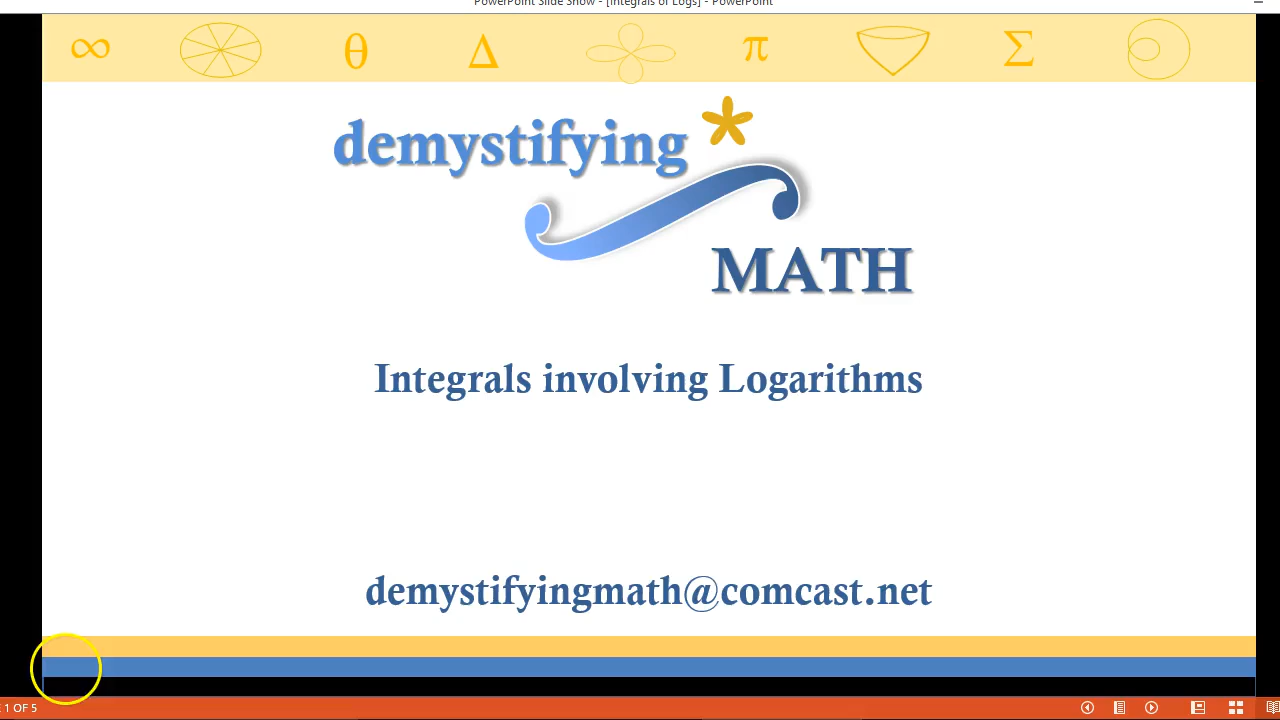 PowerPoint Slide Show - [Integrals of Logs] - PowerPoint
∞ θ Δ π Σ
demystifying
MATH
Integrals involving Logarithms
demystifyingmath@comcast.net
1 OF 5